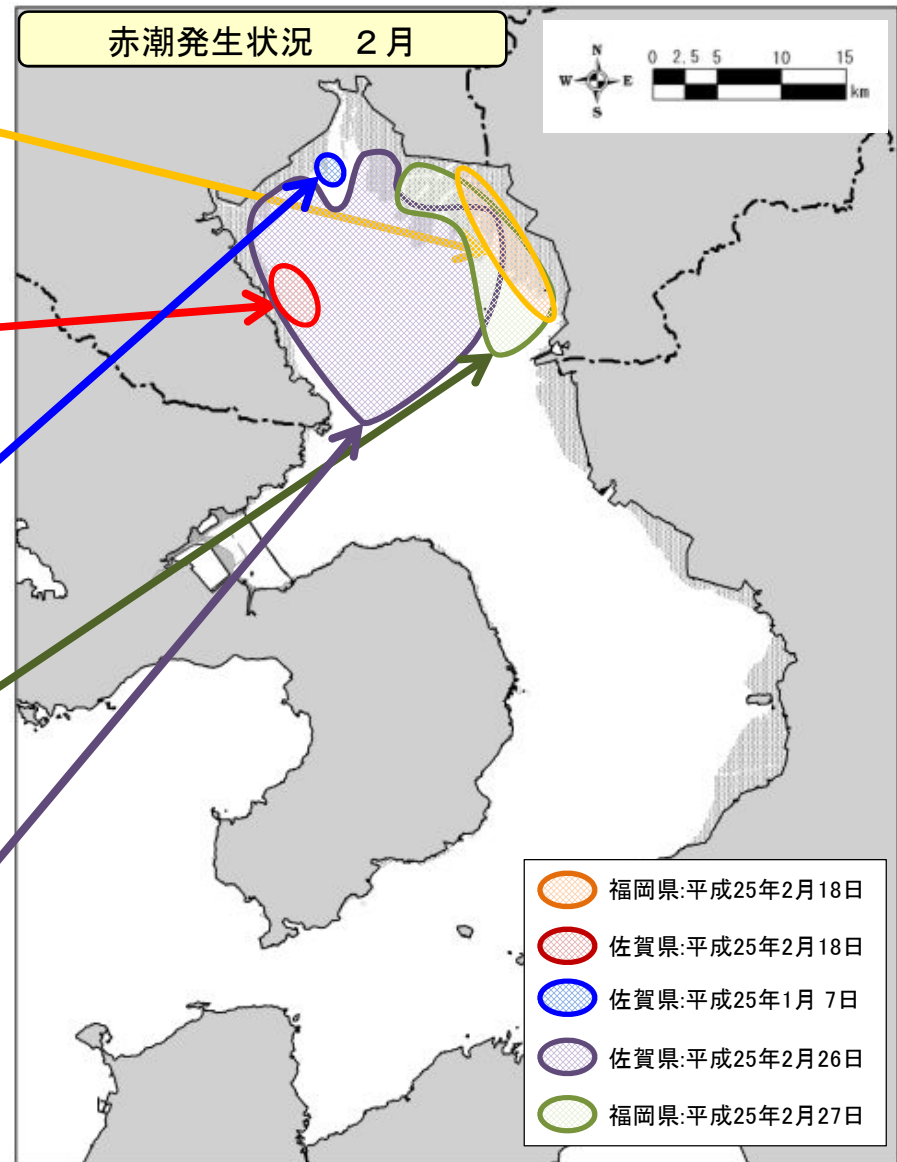 赤潮発生状況　２月
N
W E
S
0 2.5 5 10 15
km
福岡県:平成25年2月18日
佐賀県:平成25年2月18日
佐賀県:平成25年1月 7日
佐賀県:平成25年2月26日
福岡県:平成25年2月27日